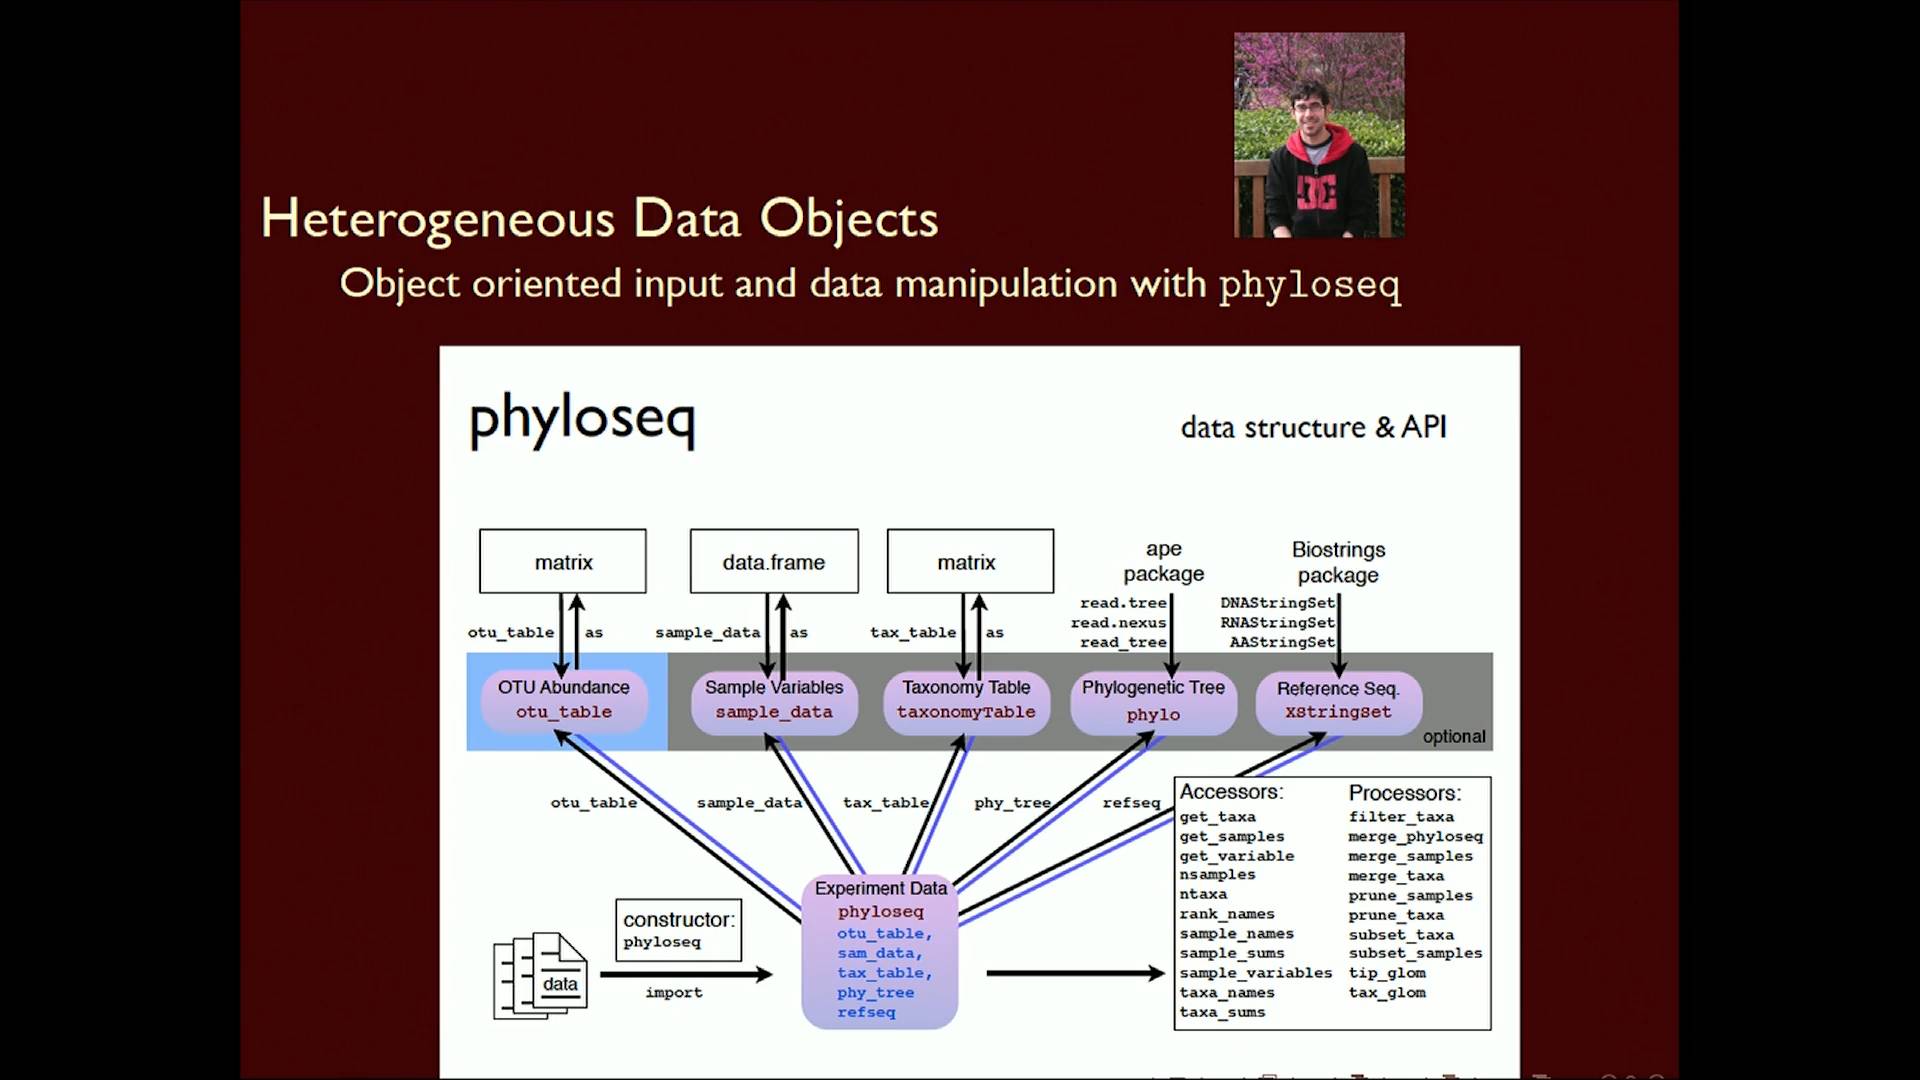 Heterogeneous Data Objects
Object oriented input and data manipulation with phyloseq
phyloseq
data structure & API
matrix
data.frame
matrix
ape
package
Biostrings
package
otu_table
as
sample_data
as
tax_table
as
read.tree
read.nexus
read_tree
DNAStringSet
RNAStringSet
AAStringSet
OTU Abundance
otu_table
Sample Variables
sample_data
Taxonomy Table
taxonomyTable
Phylogenetic Tree
phylo
Reference Seq.
XStringSet
optional
otu_table
sample_data
tax_table
phy_tree
refseq
data
constructor:
phyloseq
import
Experiment Data
phyloseq
otu_table,
sam_data,
tax_table,
phy_tree
refseq
Accessors:
get_taxa
get_samples
get_variable
nsamples
ntaxa
rank_names
sample_names
sample_sums
sample_variables
taxa_names
taxa_sums
Processors:
filter_taxa
merge_phyloseq
merge_samples
merge_taxa
prune_samples
prune_taxa
subset_taxa
subset_samples
tip_glom
tax_glom